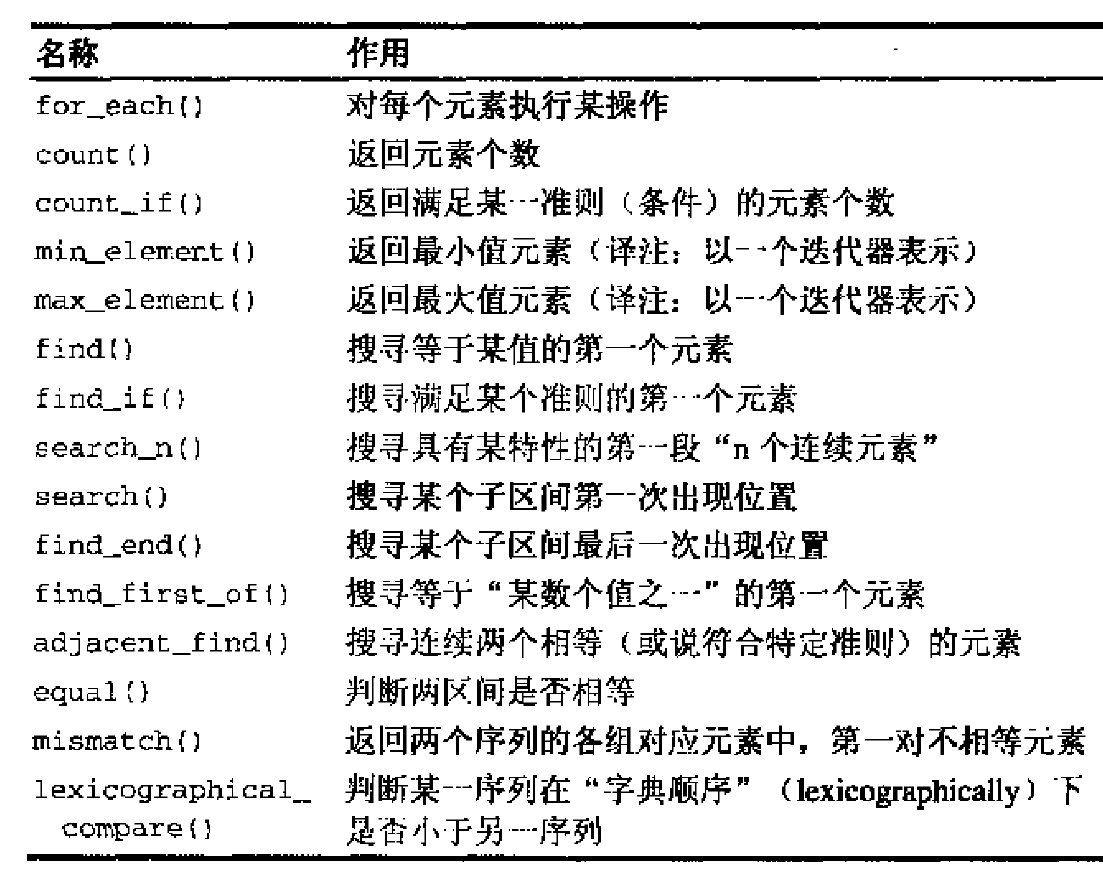 名称 作用
for_each() 对每个元素执行某操作
count() 返回元素个数
count_if() 返回满足某一准则（条件）的元素个数
min_element() 返回最小值元素（译注：以一个迭代器表示）
max_element() 返回最大值元素（译注：以一个迭代器表示）
find() 搜寻等于某值的第一个元素
find_if() 搜寻满足某个准则的第一个元素
search_n() 搜寻具有某特性的第一段“n 个连续元素”
search() 搜寻某个子区间第一次出现位置
find_end() 搜寻某个子区间最后一次出现位置
find_first_of() 搜寻等于“某数个值之一”的第一个元素
adjacent_find() 搜寻连续两个相等（或说符合特定准则）的元素
equal() 判断两区间是否相等
mismatch() 返回两个序列的各组对应元素中，第一对不相等元素
lexicographical_ 判断某一序列在“字典顺序”（lexicographically）下
compare() 是否小于另一序列